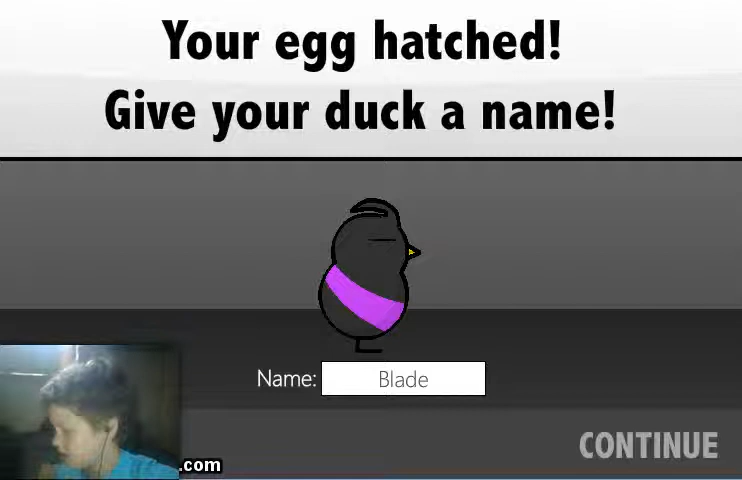 Your egg hatched!
Give your duck a name!
Name: Blade
CONTINUE
.com